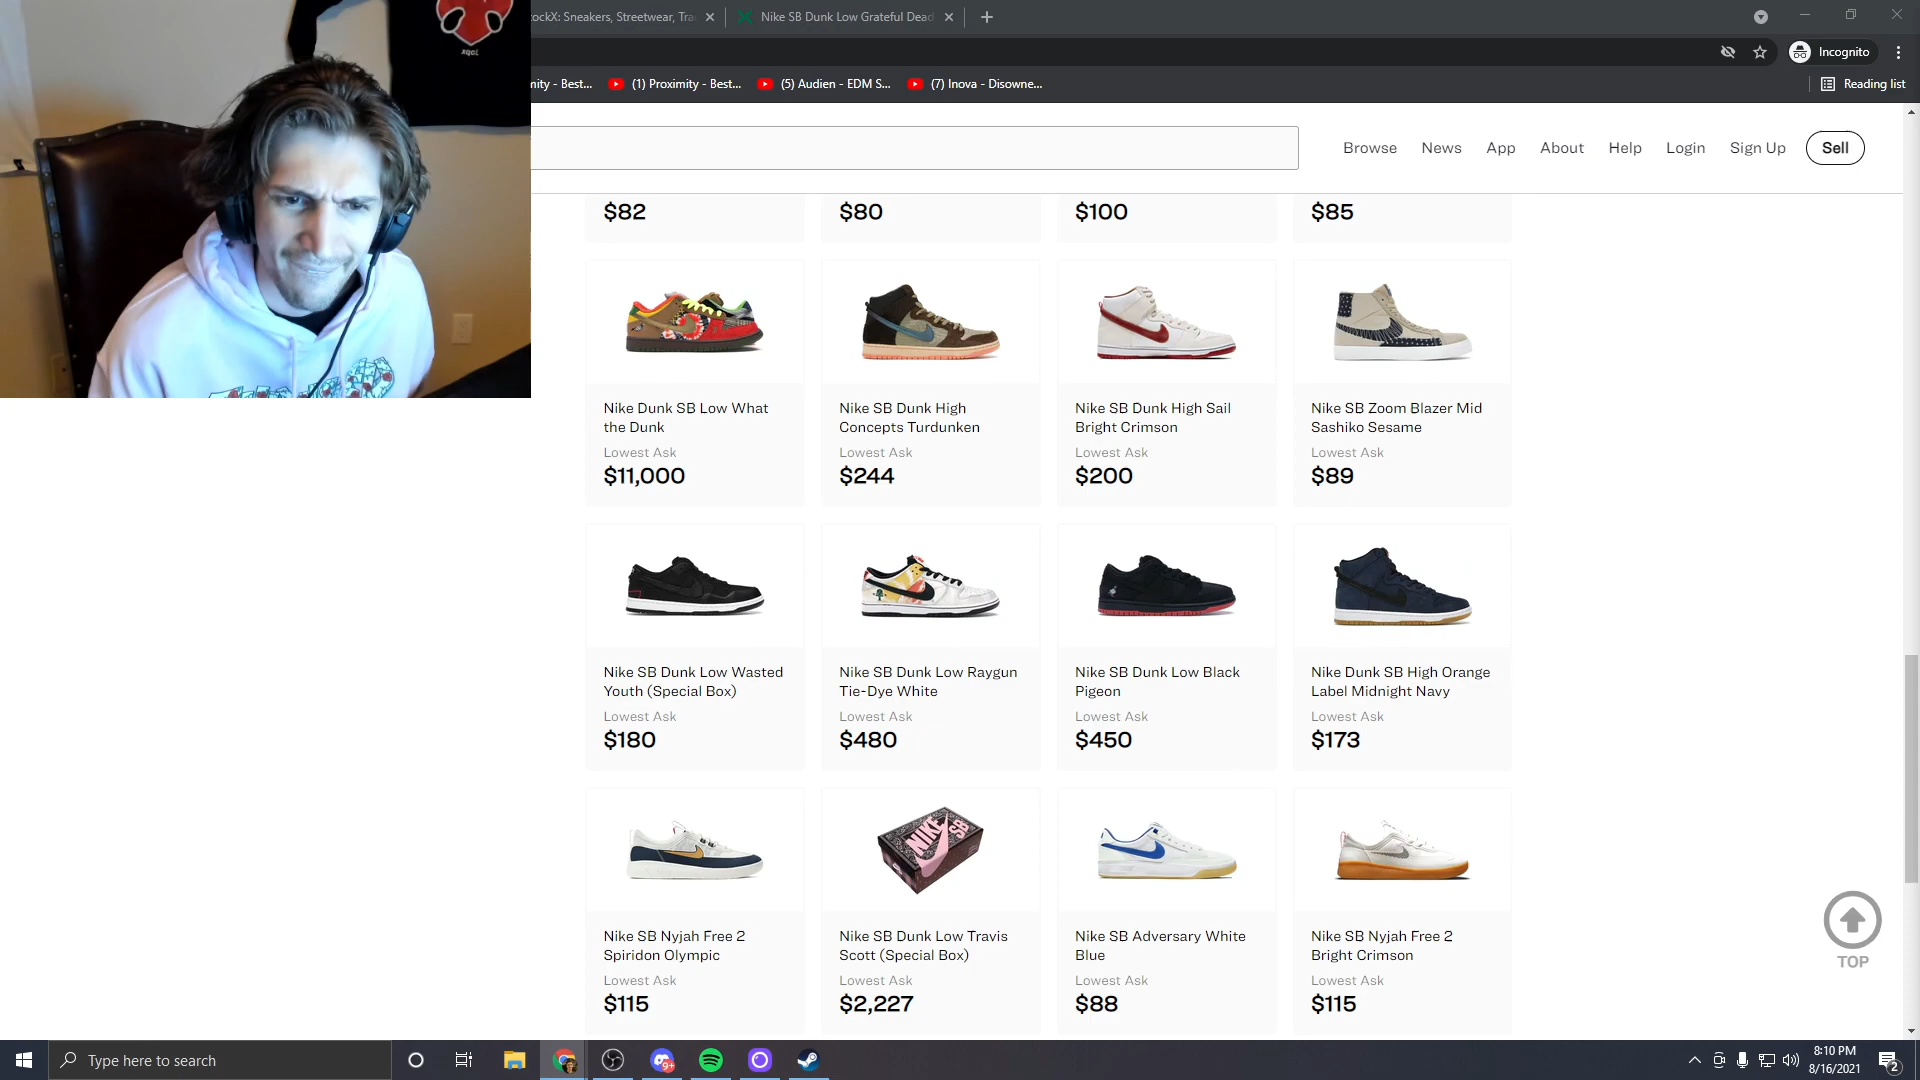 xQcL
ckX: Sneakers, Streetwear, Tra
Nike SB Dunk Low Grateful Dead
Incognito
mity - Best...
(1) Proximity - Best...
(5) Audien - EDM S...
(7) Inova - Disowne...
Reading list
Browse
News
App
About
Help
Login
Sign Up
Sell
$82
$80
$100
$85
Nike Dunk SB Low What
the Dunk
Lowest Ask
$11,000
Nike SB Dunk High
Concepts Turdunken
Lowest Ask
$244
Nike SB Dunk High Sail
Bright Crimson
Lowest Ask
$200
Nike SB Zoom Blazer Mid
Sashiko Sesame
Lowest Ask
$89
Nike SB Dunk Low Wasted
Youth (Special Box)
Lowest Ask
$180
Nike SB Dunk Low Raygun
Tie-Dye White
Lowest Ask
$480
Nike SB Dunk Low Black
Pigeon
Lowest Ask
$450
Nike Dunk SB High Orange
Label Midnight Navy
Lowest Ask
$173
NIKE SB
Nike SB Nyjah Free 2
Spiridon Olympic
Lowest Ask
$115
Nike SB Dunk Low Travis
Scott (Special Box)
Lowest Ask
$2,227
Nike SB Adversary White
Blue
Lowest Ask
$88
Nike SB Nyjah Free 2
Bright Crimson
Lowest Ask
$115
TOP
Type here to search
9+
8:10 PM
8/16/2021
2